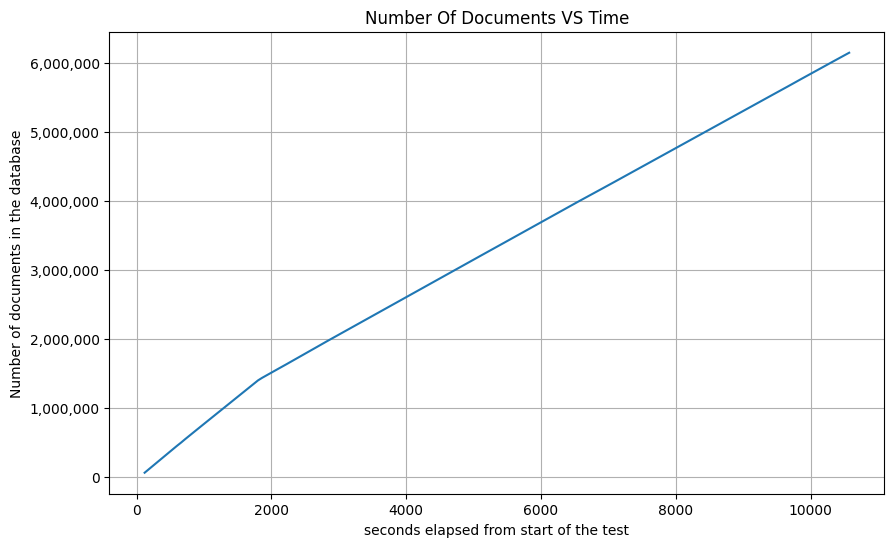 Number Of Documents VS Time
Number of documents in the database
6,000,000
5,000,000
4,000,000
3,000,000
2,000,000
1,000,000
0
0 2000 4000 6000 8000 10000
seconds elapsed from start of the test